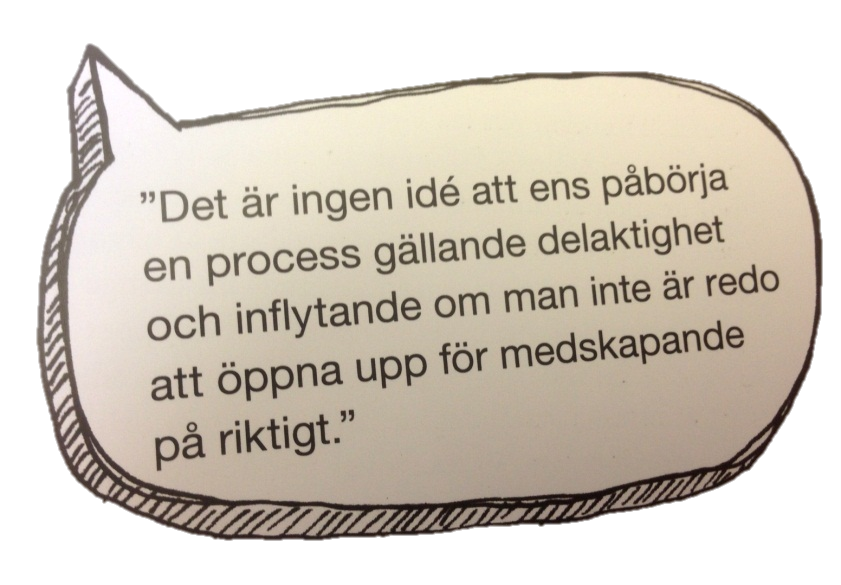 ”Det är ingen idé att ens påbörja
en process gällande delaktighet
och inflytande om man inte är redo
att öppna upp för medskapande
på riktigt.”